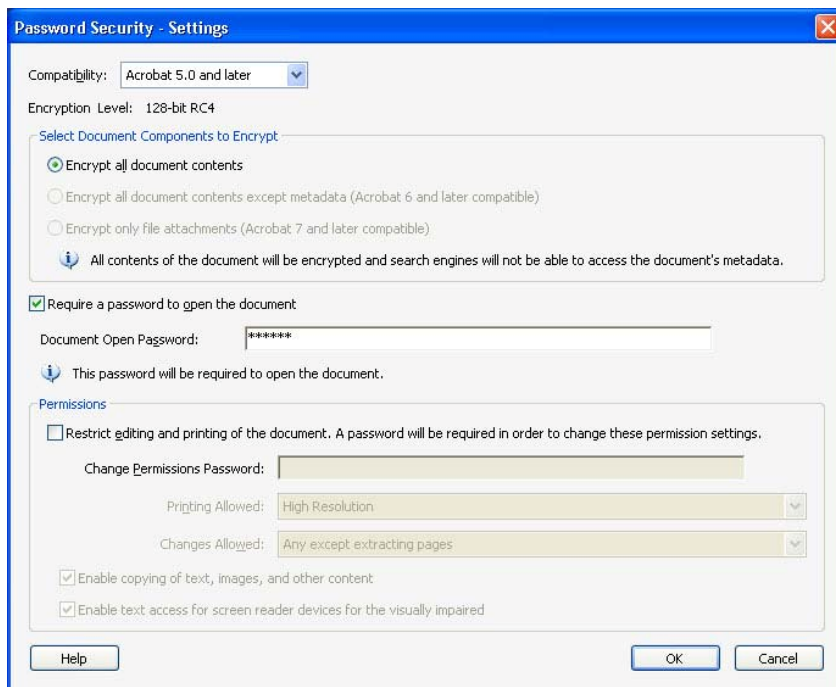 Password Security - Settings
Compatibility: Acrobat 5.0 and later
Encryption Level: 128-bit RC4
Select Document Components to Encrypt
Encrypt all document contents
Encrypt all document contents except metadata (Acrobat 6 and later compatible)
Encrypt only file attachments (Acrobat 7 and later compatible)
All contents of the document will be encrypted and search engines will not be able to access the document's metadata.
Require a password to open the document
Document Open Password: ******
This password will be required to open the document.
Permissions
Restrict editing and printing of the document. A password will be required in order to change these permission settings.
Change Permissions Password:
Printing Allowed: High Resolution
Changes Allowed: Any except extracting pages
Enable copying of text, images, and other content
Enable text access for screen reader devices for the visually impaired
Help OK Cancel